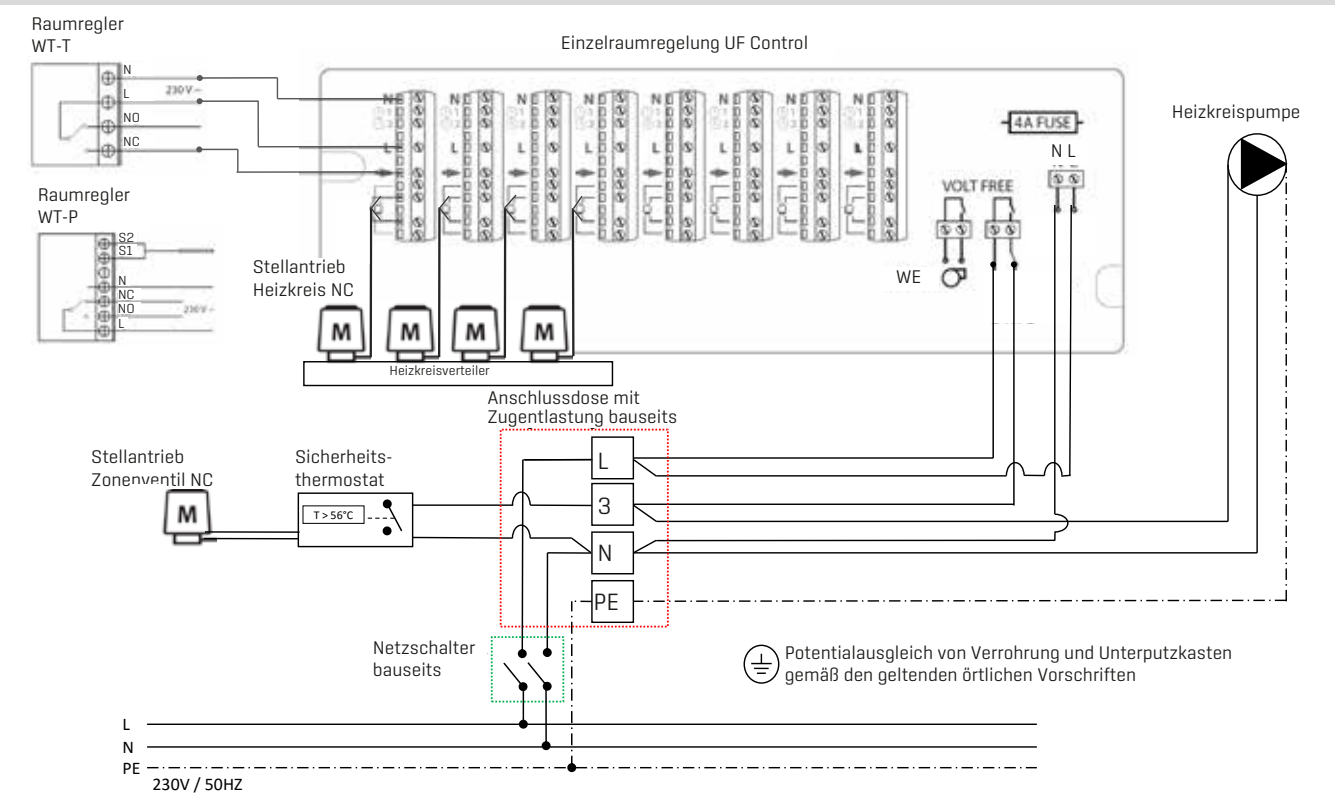 Raumregler
WT-T
N
L
230 V ~
NO
NC
Raumregler
WT-P
S2
S1
N
NC
NO
230 V ~
L
Einzelraumregelung UF Control
N N N N N N N N
L L L L L L L L
4A FUSE
N L
VOLT FREE
WE
Heizkreispumpe
Stellantrieb
Heizkreis NC
M M M M
Heizkreisverteiler
Anschlussdose mit
Zugentlastung bauseits
L
3
N
PE
Stellantrieb
Zonenventil NC
M
Sicherheits-
thermostat
T > 56°C
Netzschalter
bauseits
Potentialausgleich von Verrohrung und Unterputzkasten
gemäß den geltenden örtlichen Vorschriften
L
N
PE
230V / 50HZ